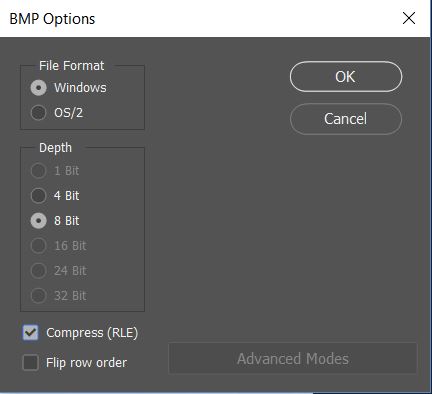 BMP Options
File Format
Windows
OS/2
OK
Cancel
Depth
1 Bit
4 Bit
8 Bit
16 Bit
24 Bit
32 Bit
Compress (RLE)
Flip row order
Advanced Modes